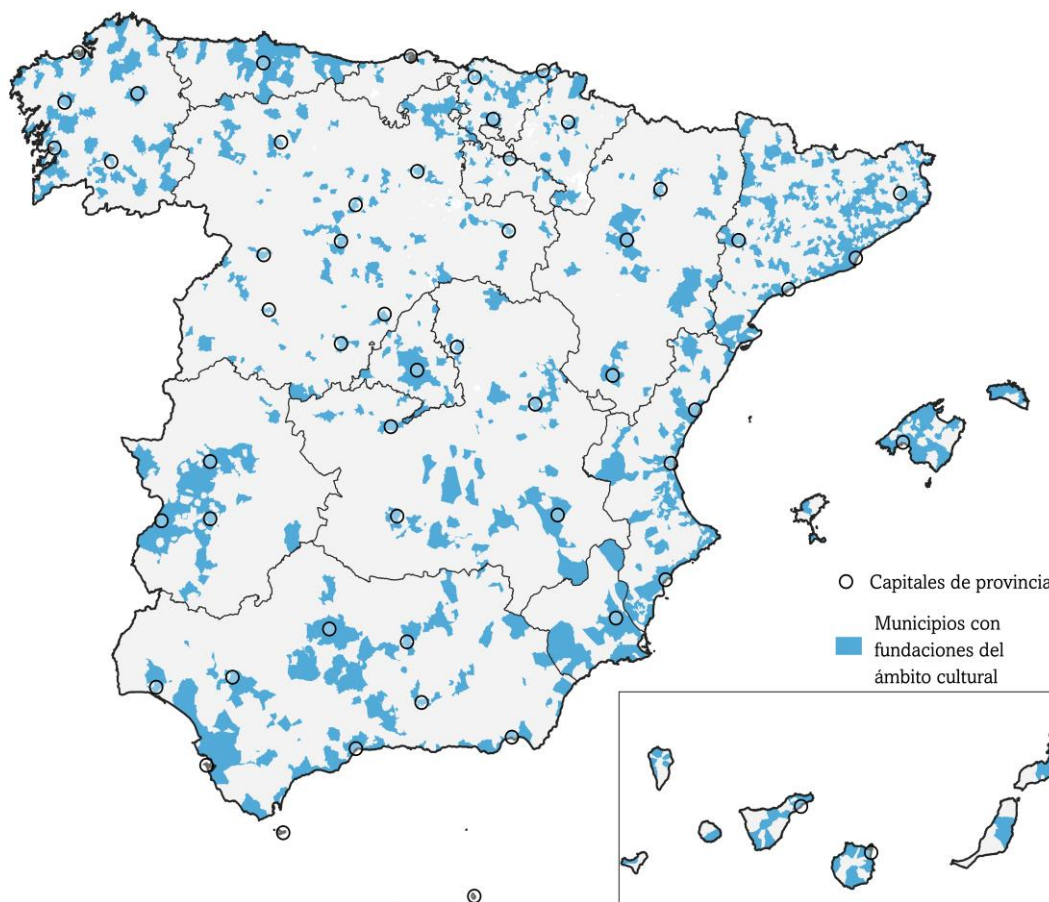 Capitales de provincia
Municipios con
fundaciones del
ámbito cultural